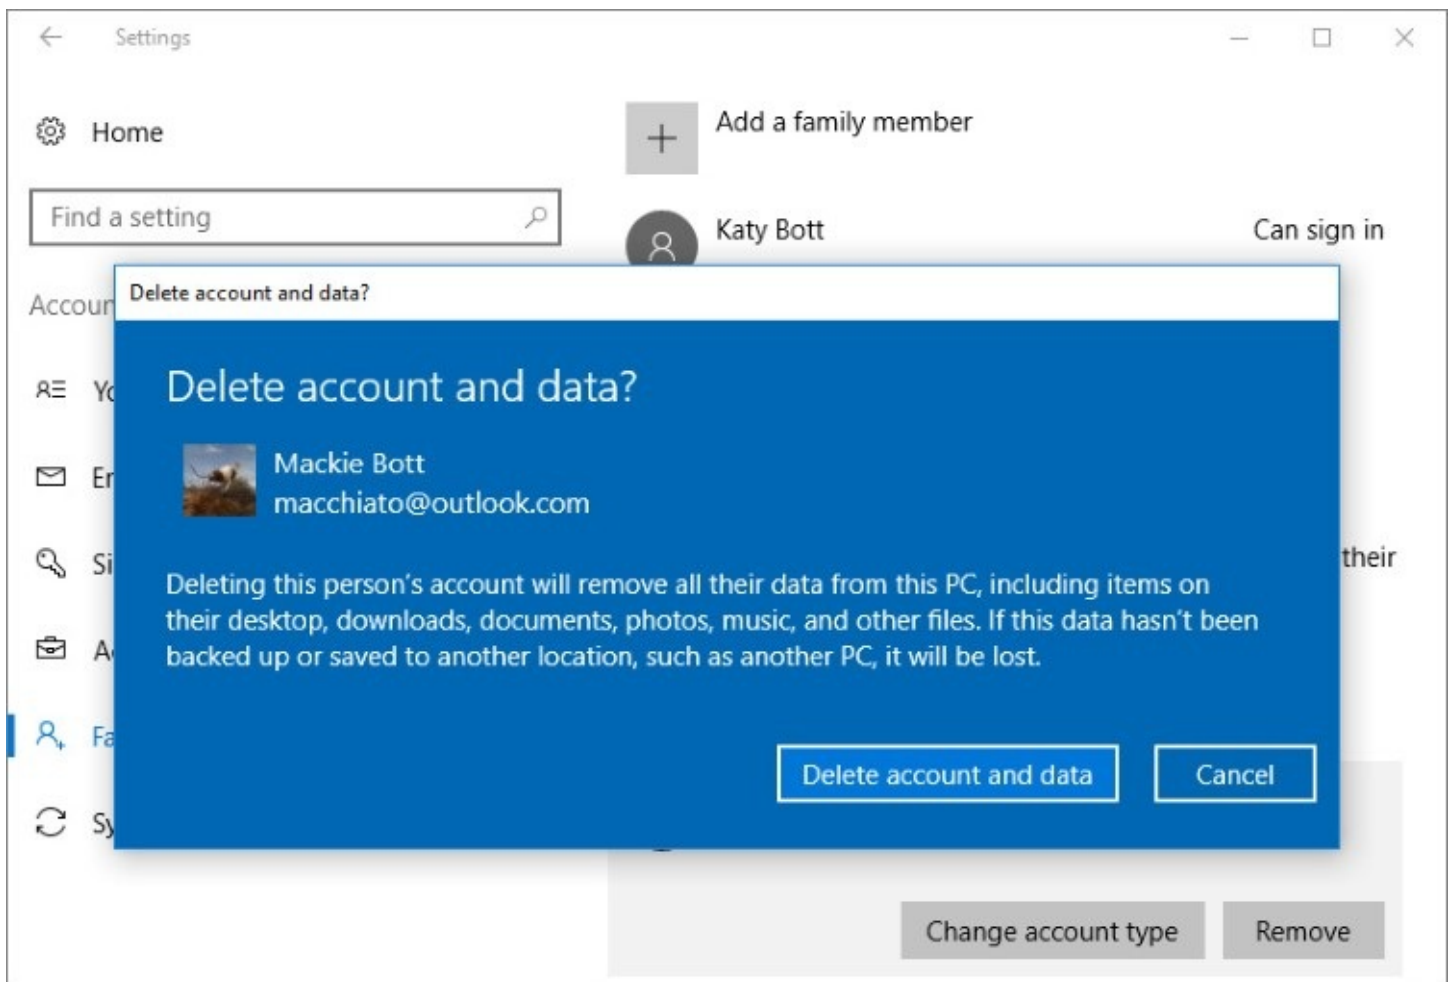 Settings
Home
Add a family member
Find a setting
Katy Bott
Can sign in
Delete account and data?
Delete account and data?
Mackie Bott
macchiato@outlook.com
their
Deleting this person's account will remove all their data from this PC, including items on
their desktop, downloads, documents, photos, music, and other files. If this data hasn't been
backed up or saved to another location, such as another PC, it will be lost.
Delete account and data
Cancel
Change account type
Remove